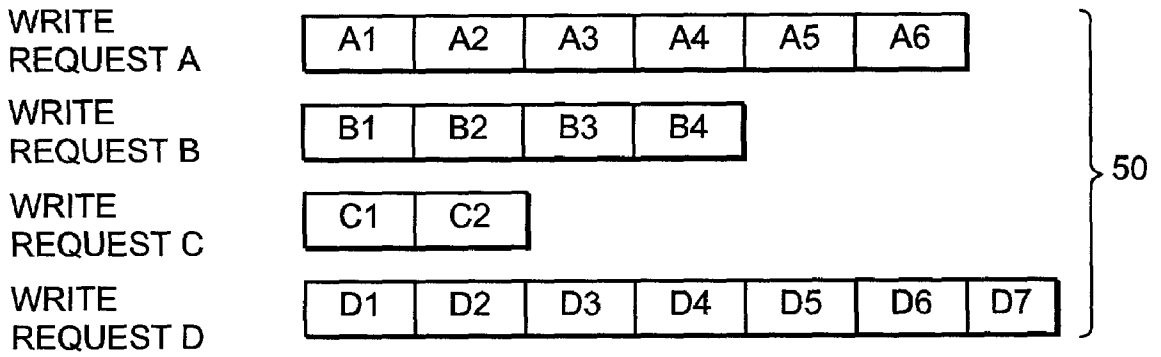 WRITE
REQUEST A
A1 A2 A3 A4 A5 A6
WRITE
REQUEST B
B1 B2 B3 B4
WRITE
REQUEST C
C1 C2
WRITE
REQUEST D
D1 D2 D3 D4 D5 D6 D7
50